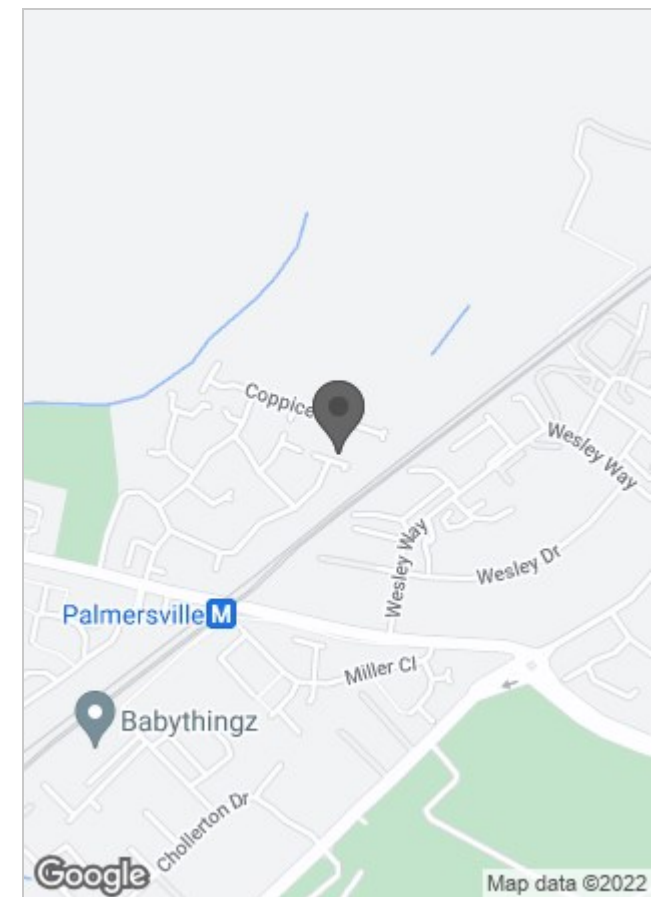 Coppice
Wesley Way
Wesley Way
Wesley Dr
Palmersville M
Miller Cl
Babythingz
Chollerton Dr
Google
Map data ©2022